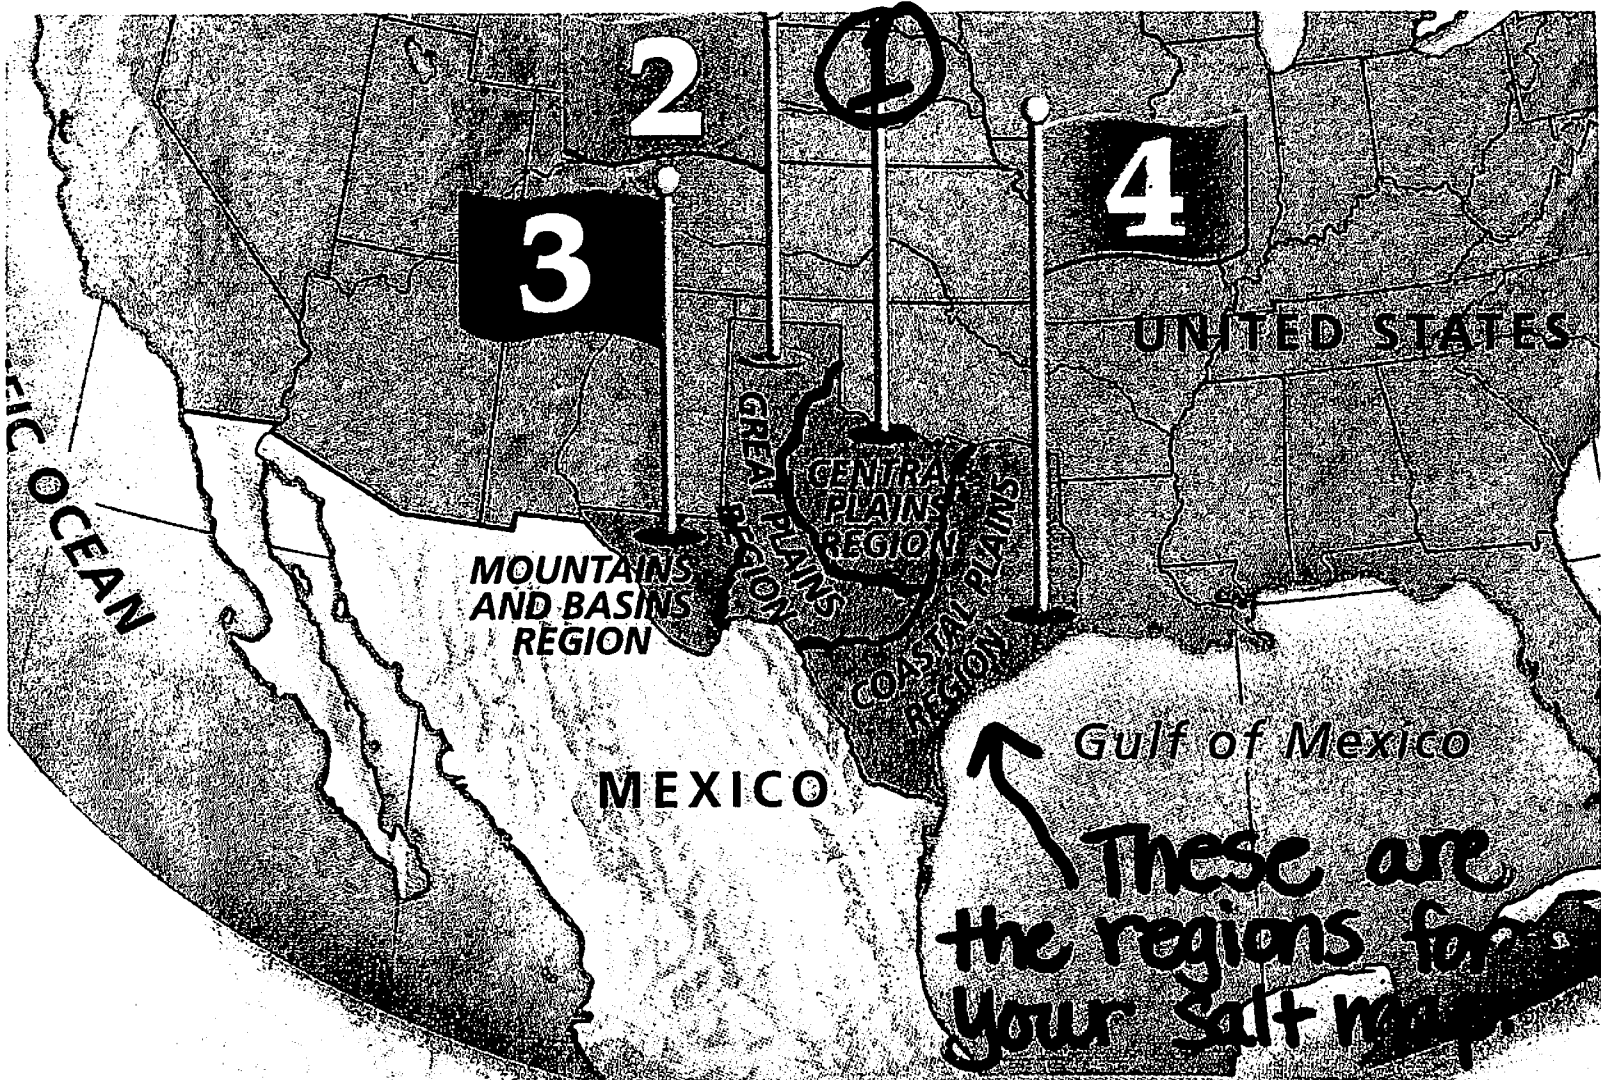 2
1
4
3
UNITED STATES
GREAT PLAINS
REGION
CENTRAL
PLAINS
REGION
COASTAL PLAINS
REGION
MOUNTAINS
AND BASINS
REGION
OCEAN
MEXICO
Gulf of Mexico
These are
the regions for
your salt map.